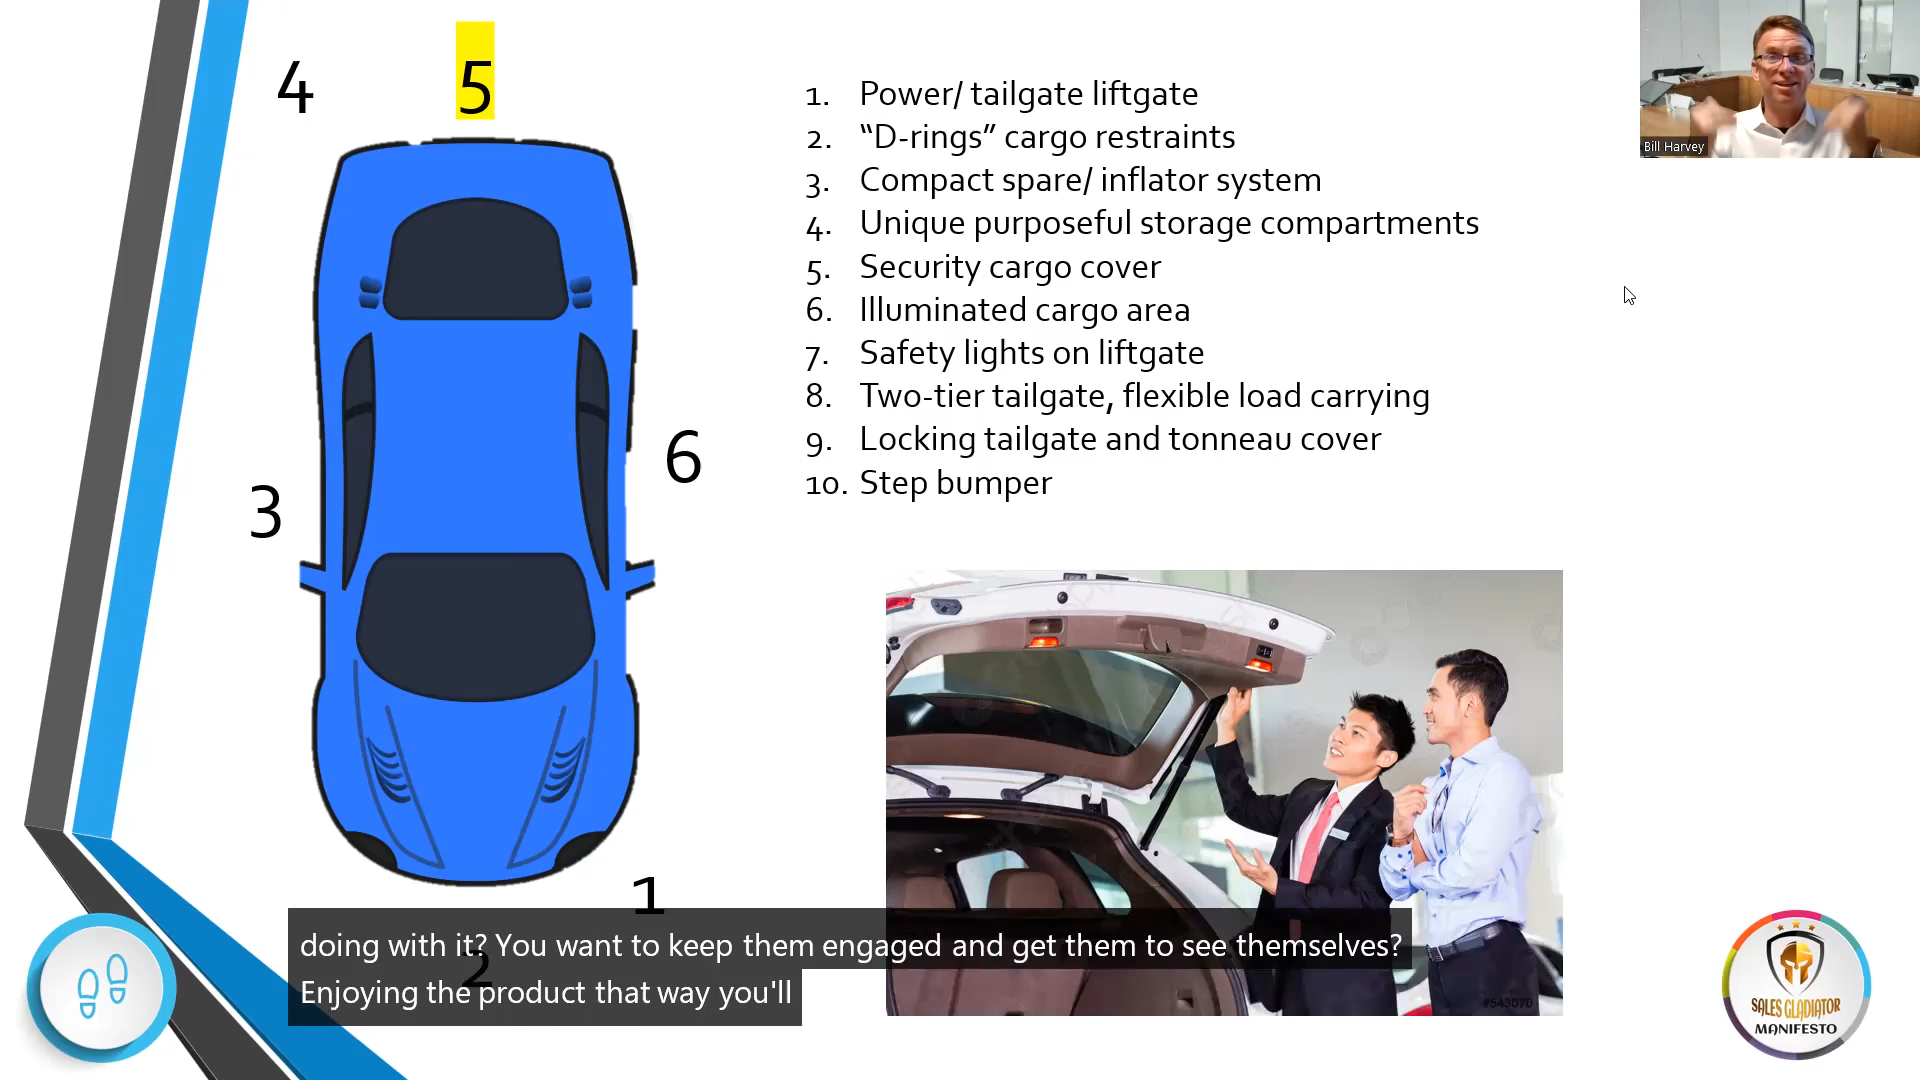 4
5
3
6
1
2
1. Power/ tailgate liftgate
2. “D-rings” cargo restraints
3. Compact spare/ inflator system
4. Unique purposeful storage compartments
5. Security cargo cover
6. Illuminated cargo area
7. Safety lights on liftgate
8. Two-tier tailgate, flexible load carrying
9. Locking tailgate and tonneau cover
10. Step bumper
Bill Harvey
#543070
doing with it? You want to keep them engaged and get them to see themselves?
Enjoying the product that way you'll
SALES GLADIATOR
MANIFESTO